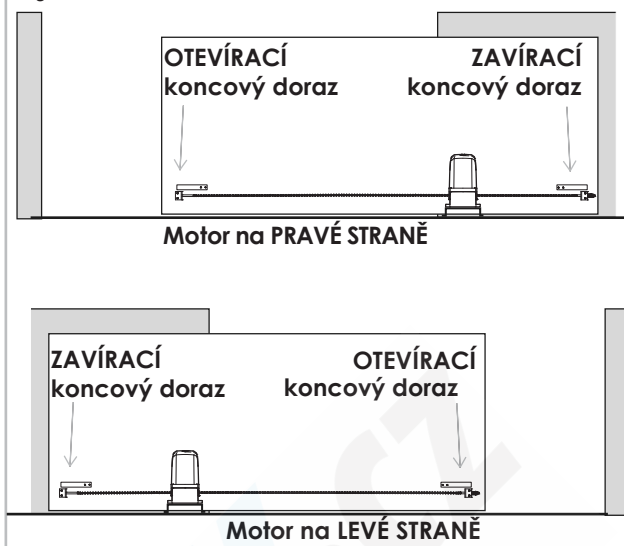 OTEVÍRACÍ
koncový doraz
ZAVÍRACÍ
koncový doraz
Motor na PRAVÉ STRANĚ
ZAVÍRACÍ
koncový doraz
OTEVÍRACÍ
koncový doraz
Motor na LEVÉ STRANĚ